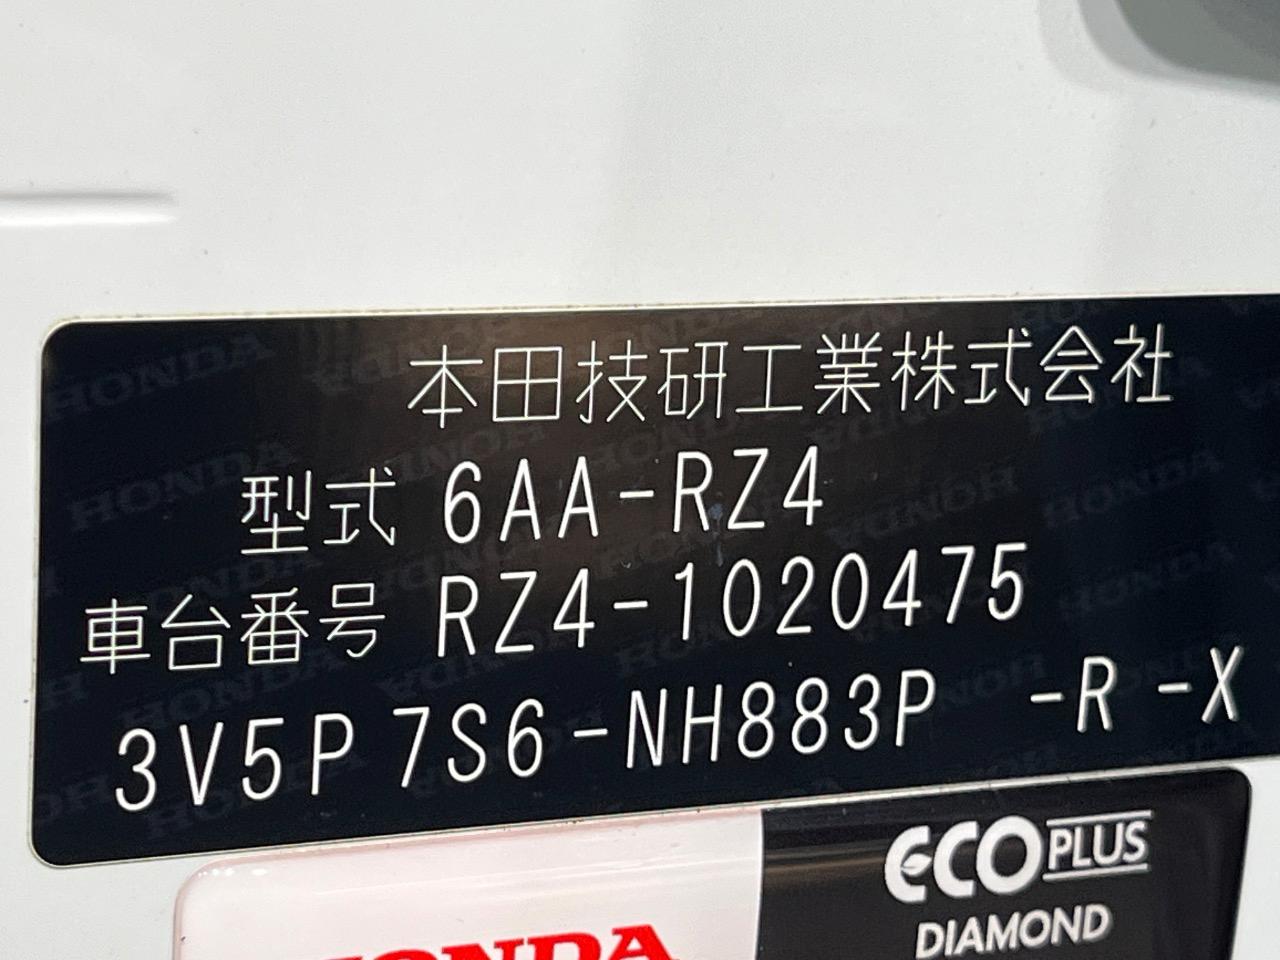 本田技研工業株式会社
型式 6AA-RZ4
車台番号 RZ4-1020475
3V5P 7S6-NH883P -R -X
ECO PLUS
DIAMOND
HONDA